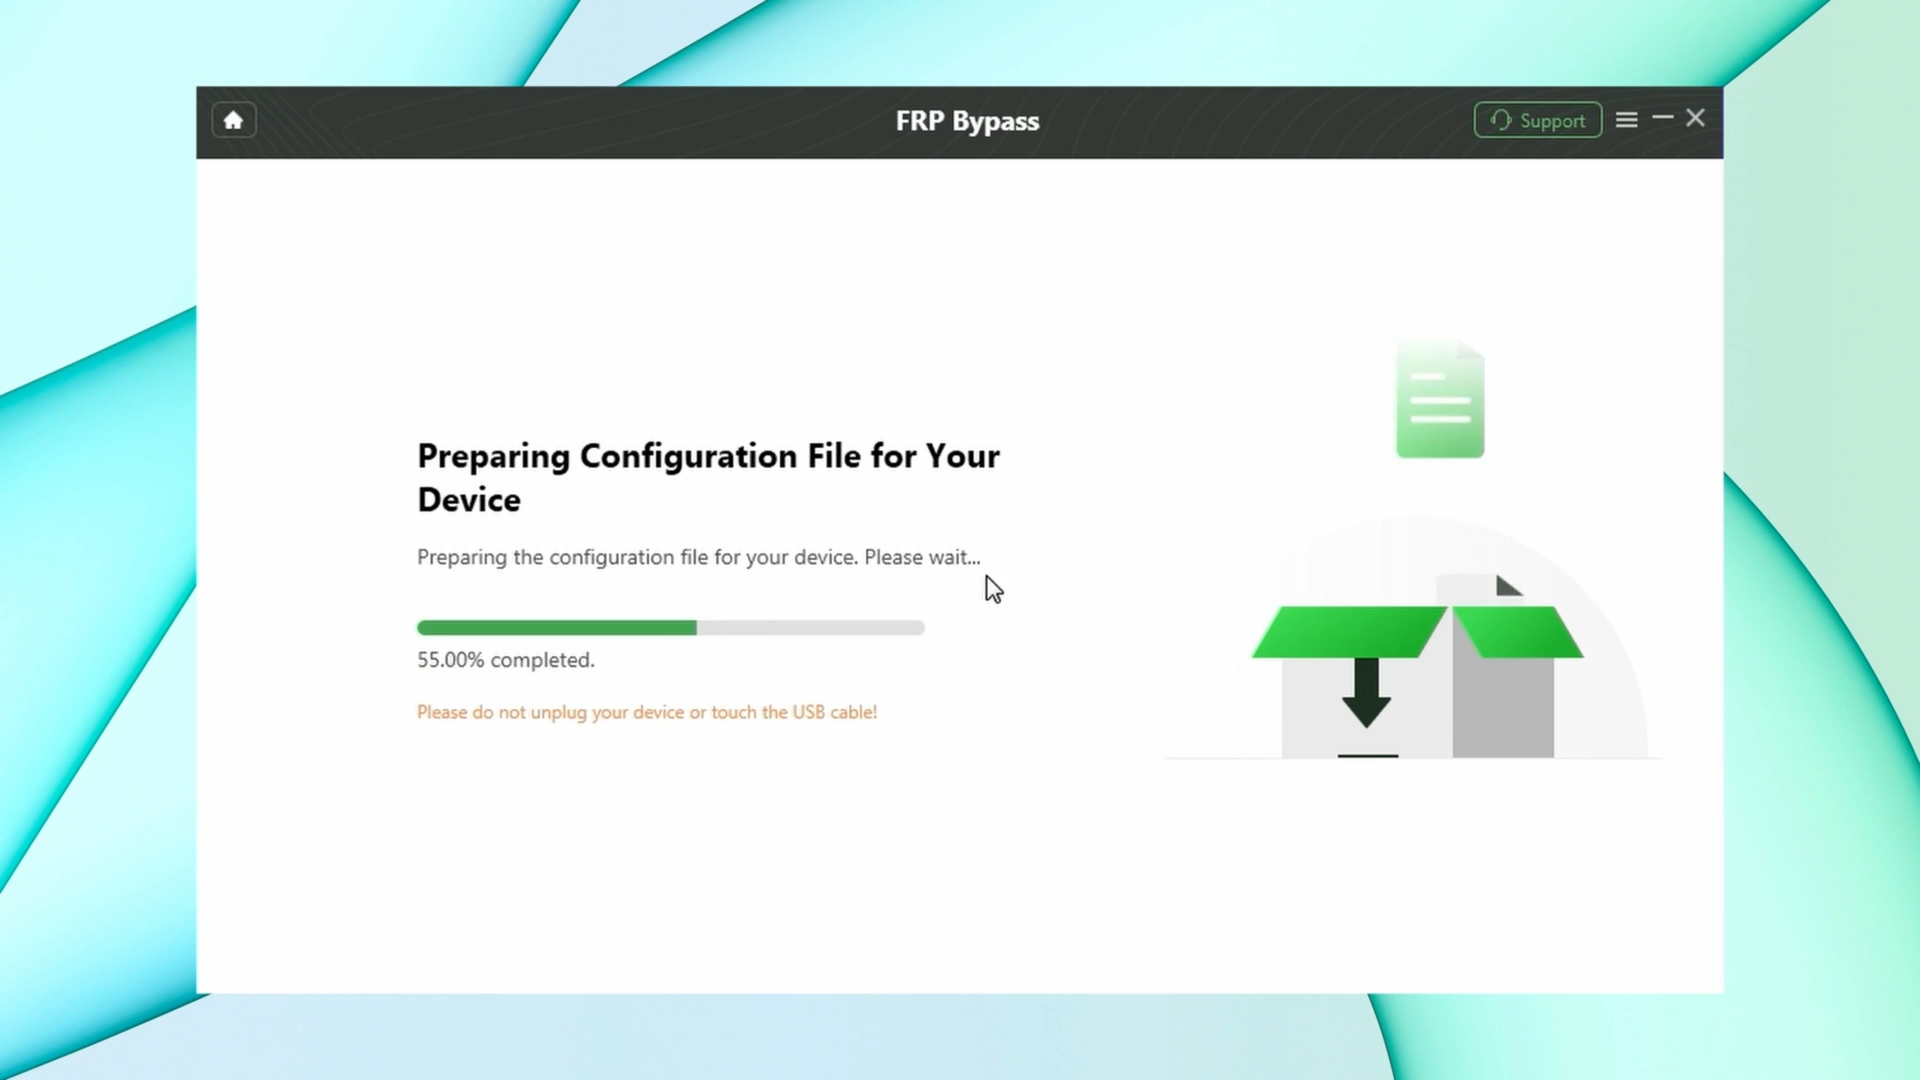 FRP Bypass
Support
Preparing Configuration File for Your
Device
Preparing the configuration file for your device. Please wait...
55.00% completed.
Please do not unplug your device or touch the USB cable!